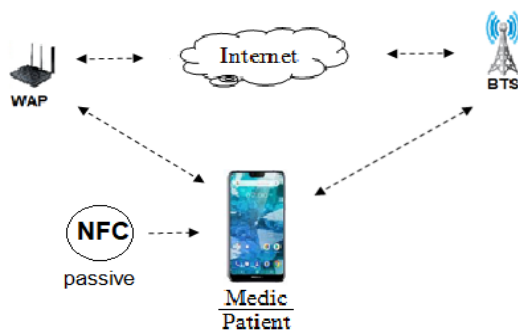 Internet
WAP
BTS
NFC
passive
Medic
Patient